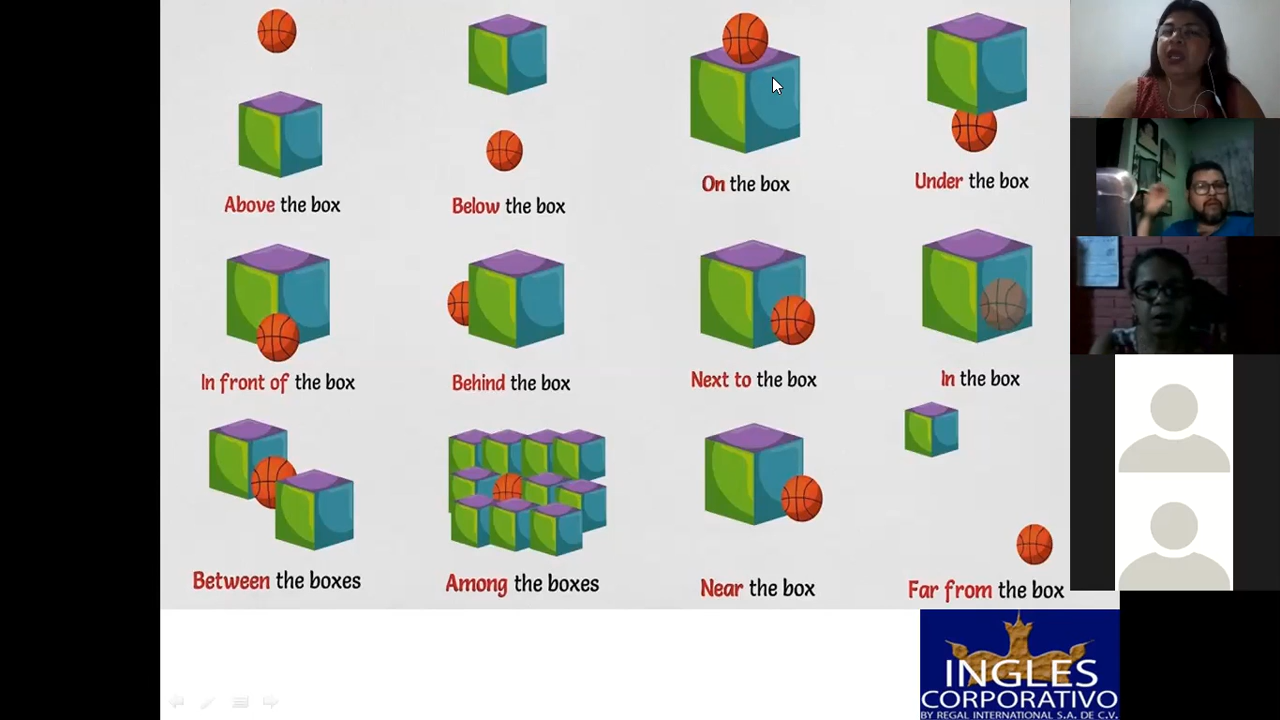 Above the box
Below the box
On the box
Under the box
In front of the box
Behind the box
Next to the box
In the box
Between the boxes
Among the boxes
Near the box
Far from the box
INGLES
CORPORATIVO
BY REGAL INTERNATIONAL S.A. DE C.V.